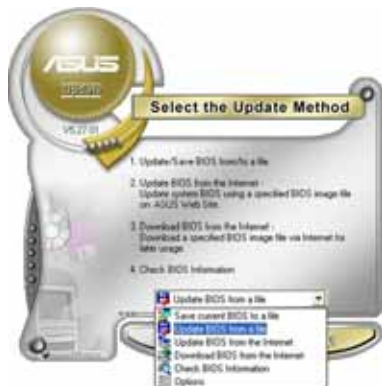 ASUS
UPDATE
V5.27.01
Select the Update Method
1. Update/Save BIOS from/to a file
2. Update BIOS from the Internet -
Update system BIOS using a specified BIOS image file
on ASUS Web Site.
3. Download BIOS from the Internet -
Download a specified BIOS image file via Internet for
later usage.
4. Check BIOS Information
Update BIOS from a file
Save current BIOS to a file
Update BIOS from a file
Update BIOS from the Internet
Download BIOS from the Internet
Check BIOS Information
Options